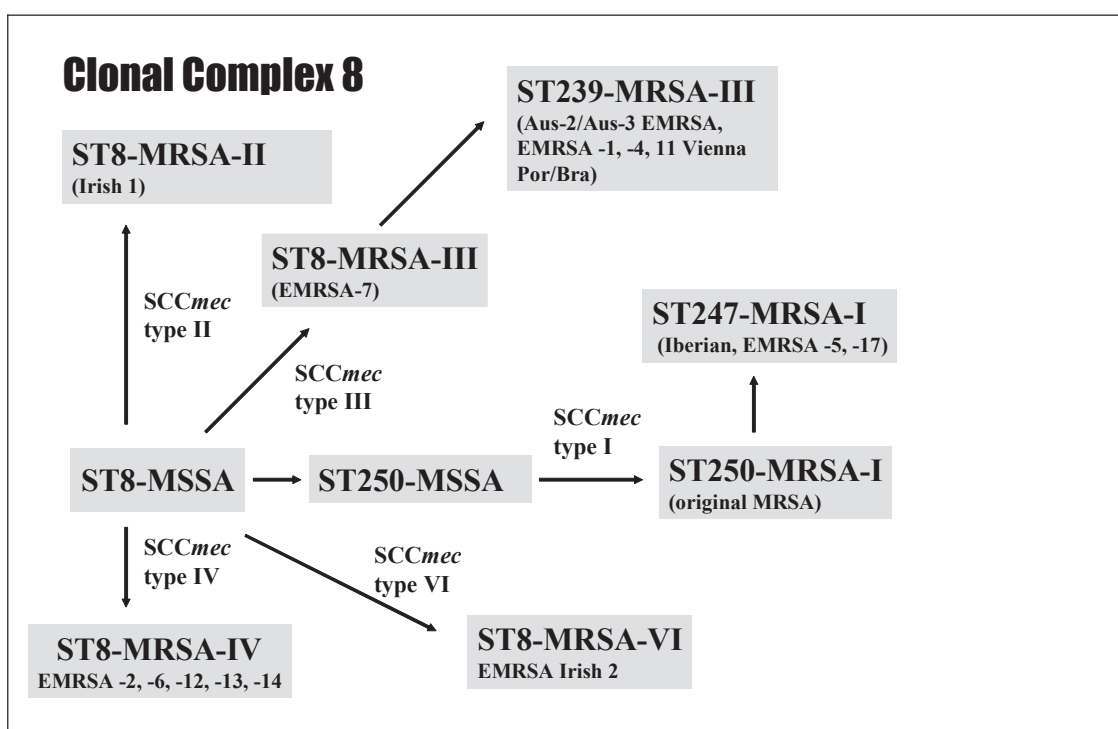 Clonal Complex 8
ST239-MRSA-III
(Aus-2/Aus-3 EMRSA,
EMRSA -1, -4, 11 Vienna
Por/Bra)
ST8-MRSA-II
(Irish 1)
ST8-MRSA-III
(EMRSA-7)
SCCmec
type II
ST247-MRSA-I
(Iberian, EMRSA -5, -17)
SCCmec
type III
SCCmec
type I
ST8-MSSA
ST250-MSSA
ST250-MRSA-I
(original MRSA)
SCCmec
type IV
SCCmec
type VI
ST8-MRSA-IV
EMRSA -2, -6, -12, -13, -14
ST8-MRSA-VI
EMRSA Irish 2